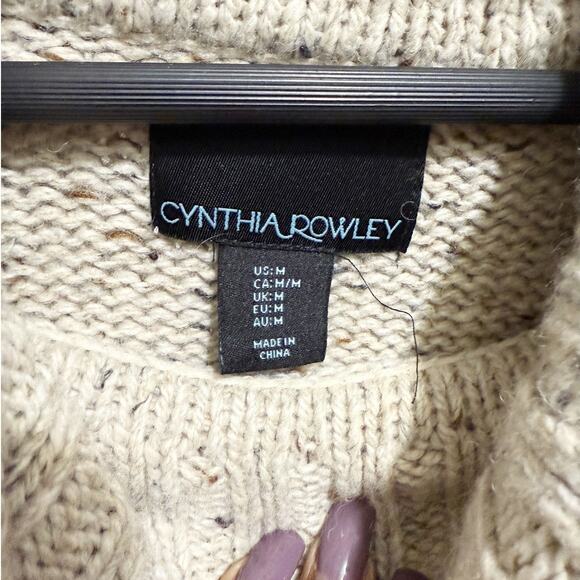 CYNTHIA ROWLEY
US: M
CA: M/M
UK: M
EU: M
AU: M
MADE IN
CHINA